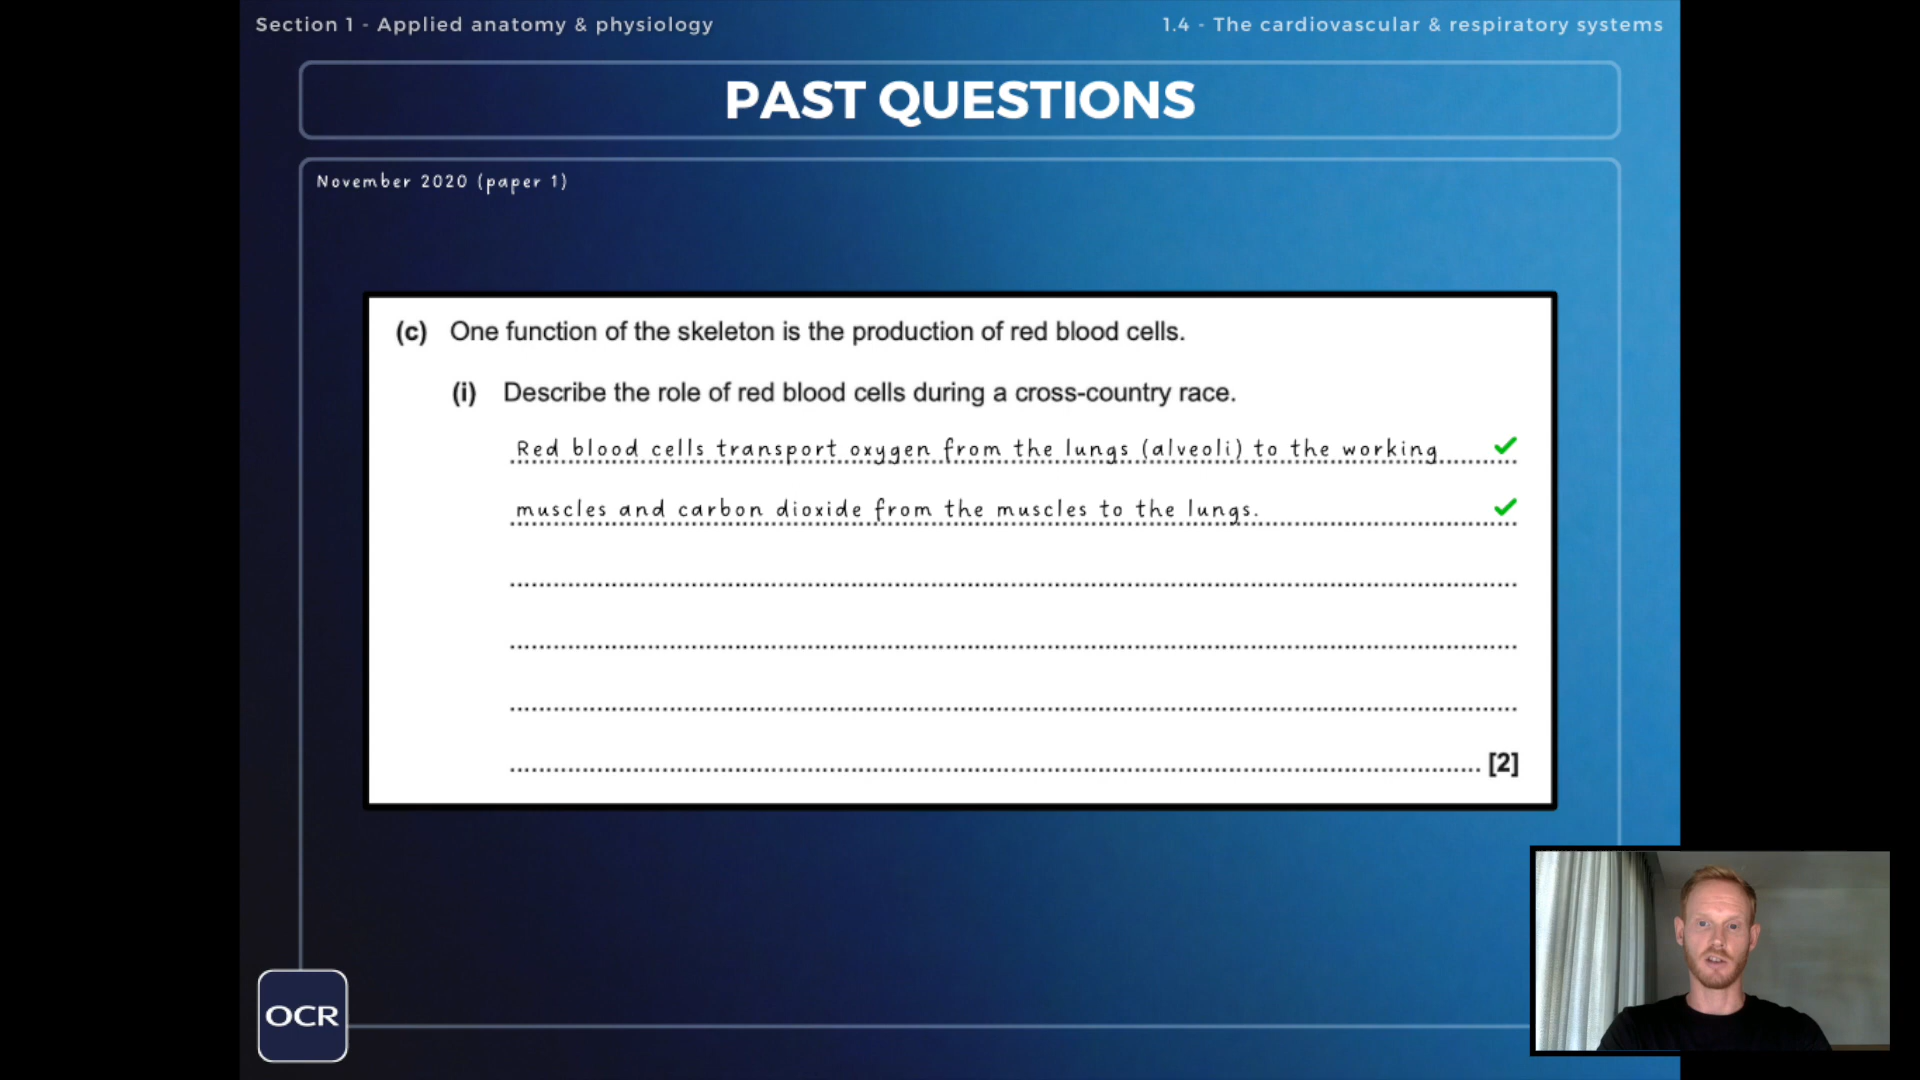 Section 1 - Applied anatomy & physiology
1.4 - The cardiovascular & respiratory systems
PAST QUESTIONS
November 2020 (paper 1)
(c) One function of the skeleton is the production of red blood cells.
(i) Describe the role of red blood cells during a cross-country race.
Red blood cells transport oxygen from the lungs (alveoli) to the working
muscles and carbon dioxide from the muscles to the lungs.
[2]
OCR